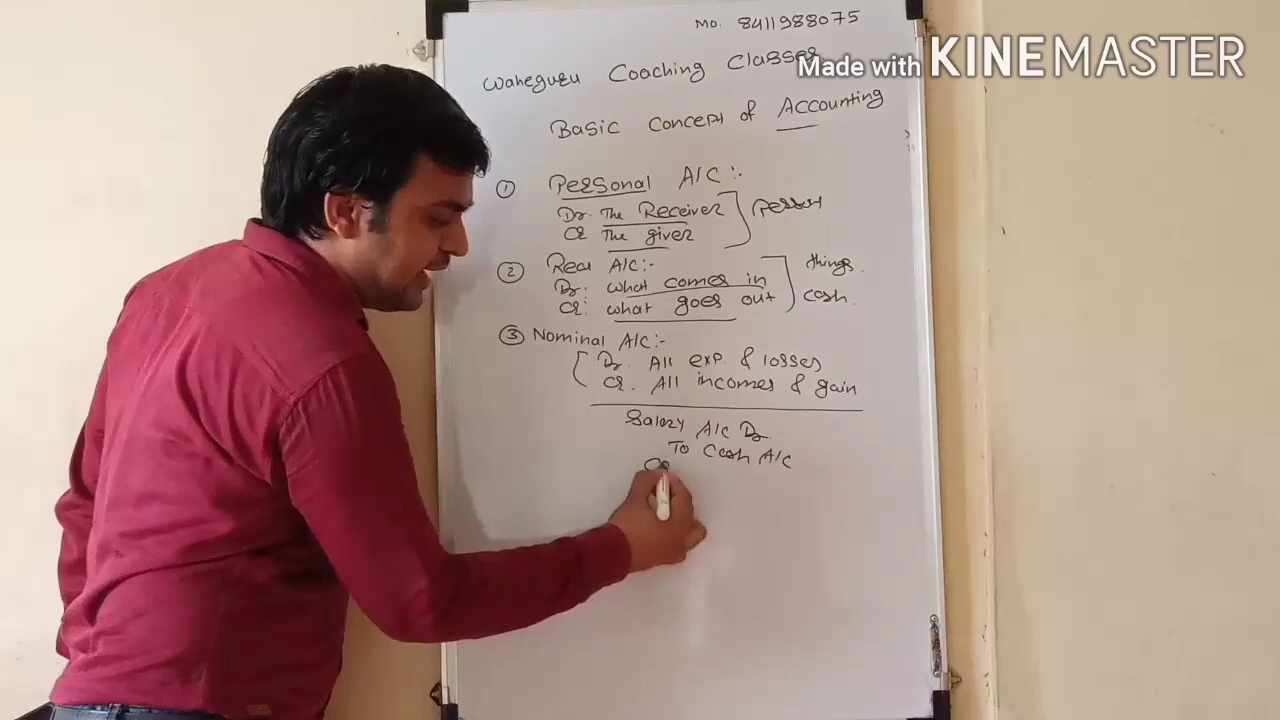 Mo. 8411988075
Made with KINEMASTER
Waheguru Coaching Classes
Basic Concept of Accounting
① Personal A/C :-
Dr. The Receiver
Cr The giver
Person
② Real A/C:-
Dr. what comes in
Cr: what goes out
things.
cash.
③ Nominal A/C:-
Dr. All exp. & losses
Cr. All incomes & gain
Salary A/C Dr
To Cash A/C